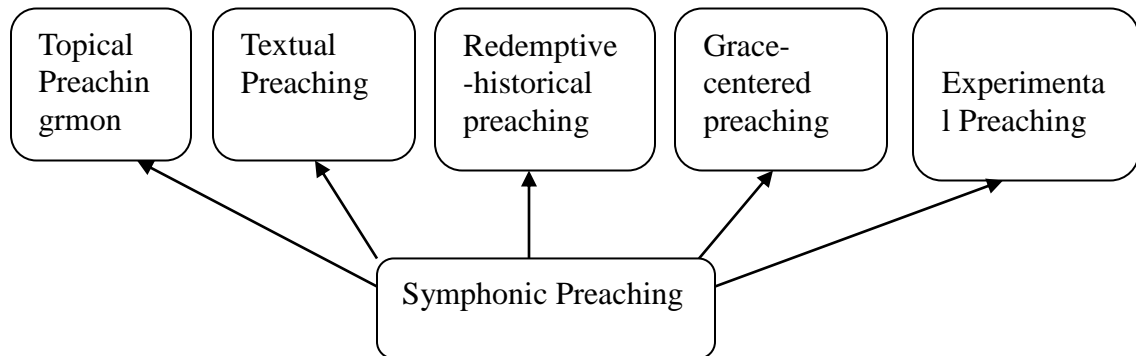 Topical
Preachin
grmon
Textual
Preaching
Redemptive
-historical
preaching
Grace-
centered
preaching
Experimenta
l Preaching
Symphonic Preaching